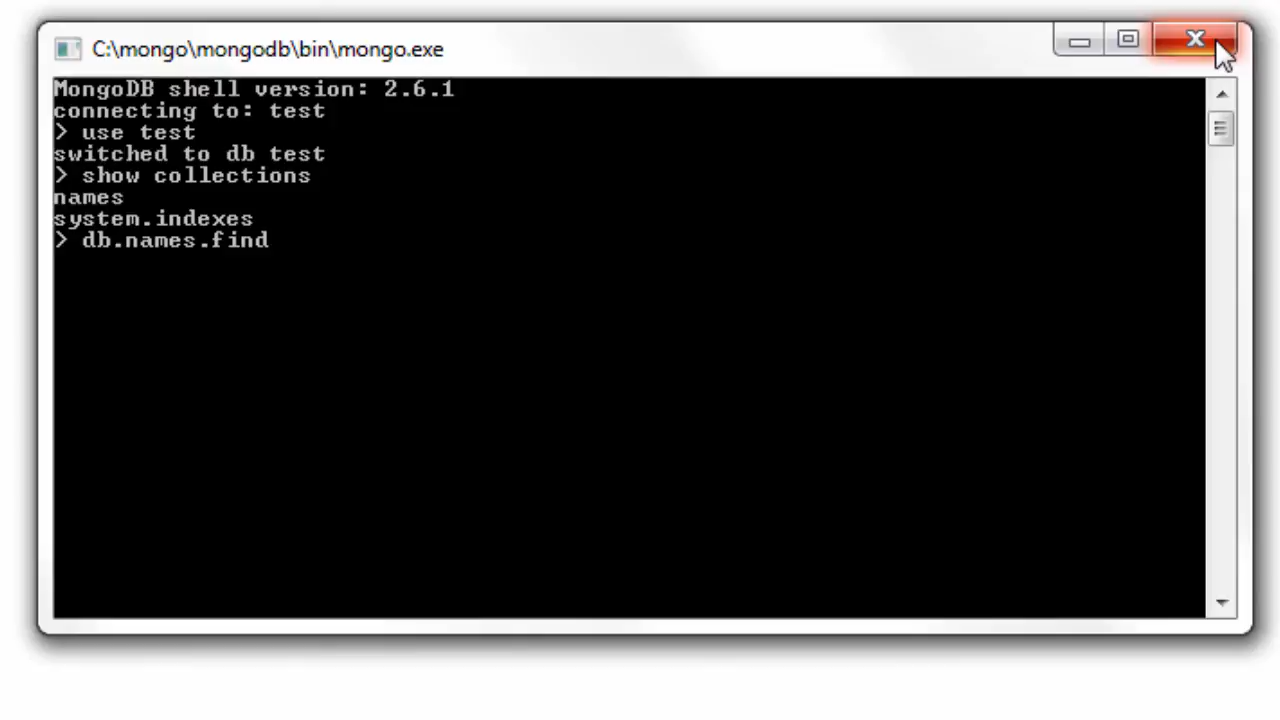 C:\mongo\mongodb\bin\mongo.exe
MongoDB shell version: 2.6.1
connecting to: test
> use test
switched to db test
> show collections
names
system.indexes
> db.names.find